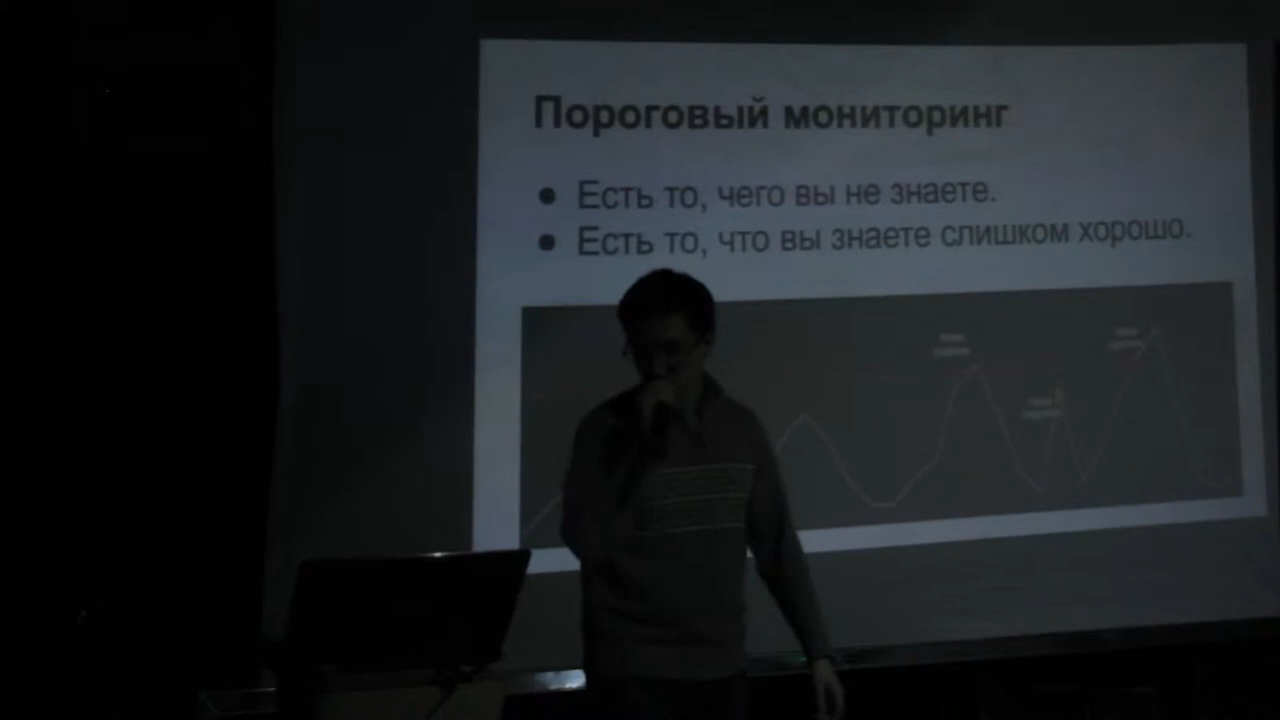 Пороговый мониторинг
Есть то, чего вы не знаете.
Есть то, что вы знаете слишком хорошо.